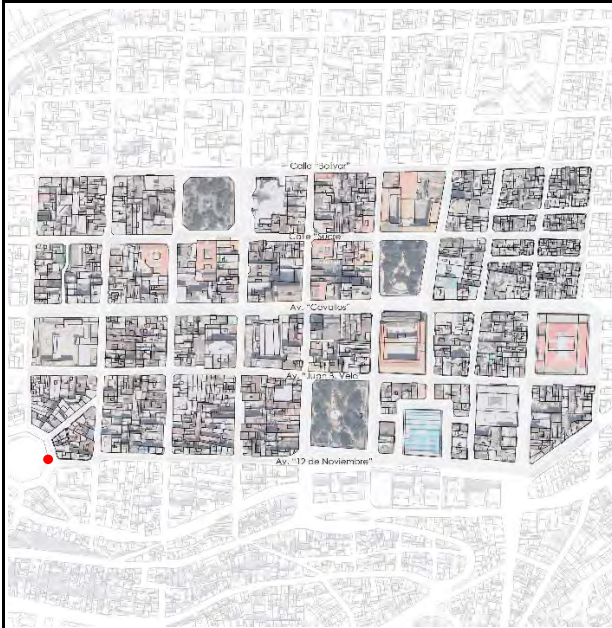 Calle "Bolívar"
Calle "Sucre"
Av. "Cevallos"
Av. "Juan B. Vela"
Av. "12 de Noviembre"